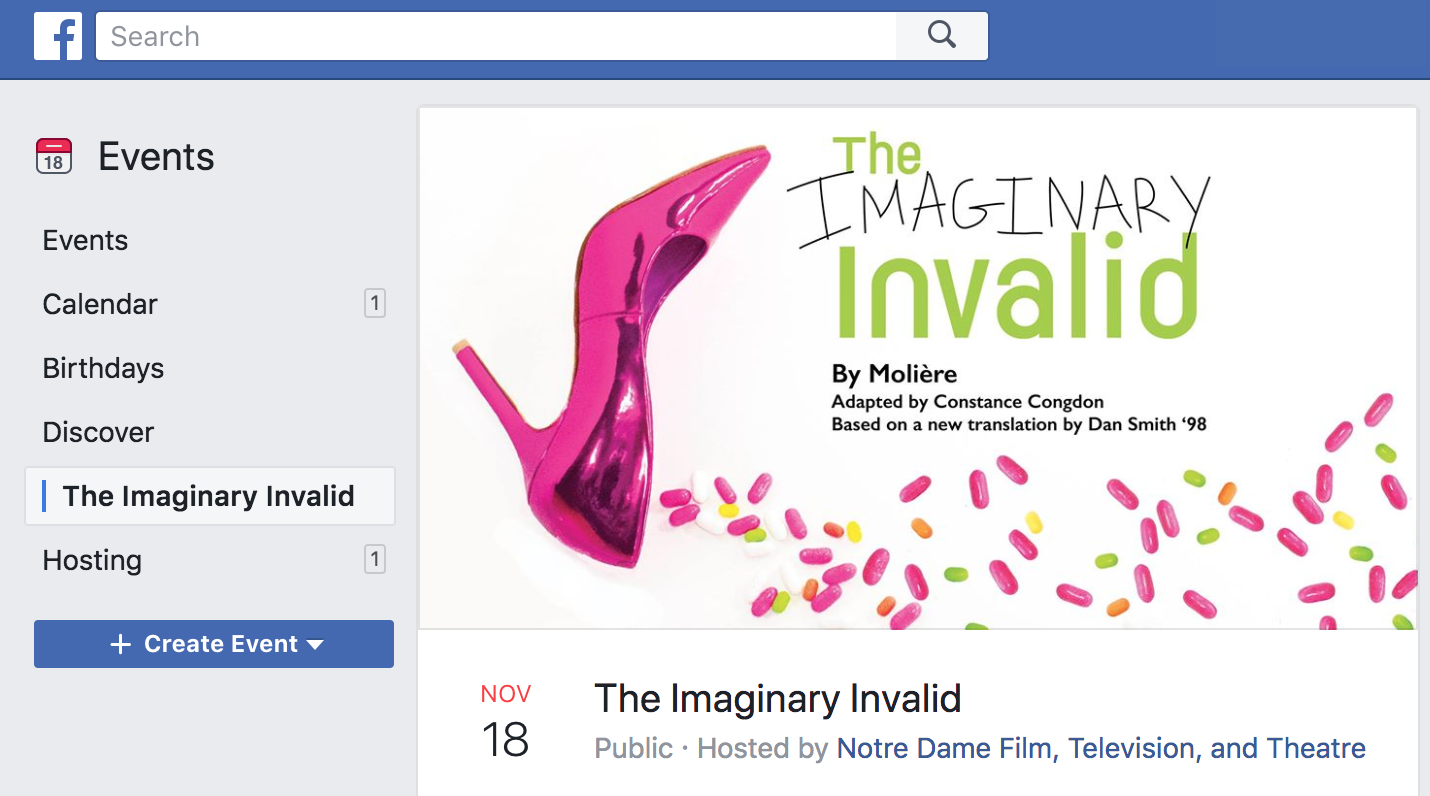 Search
18
Events
Events
Calendar
1
Birthdays
Discover
The Imaginary Invalid
Hosting
1
+ Create Event
The
IMAGINARY
Invalid
By Molière
Adapted by Constance Congdon
Based on a new translation by Dan Smith ‘98
NOV
18
The Imaginary Invalid
Public · Hosted by Notre Dame Film, Television, and Theatre